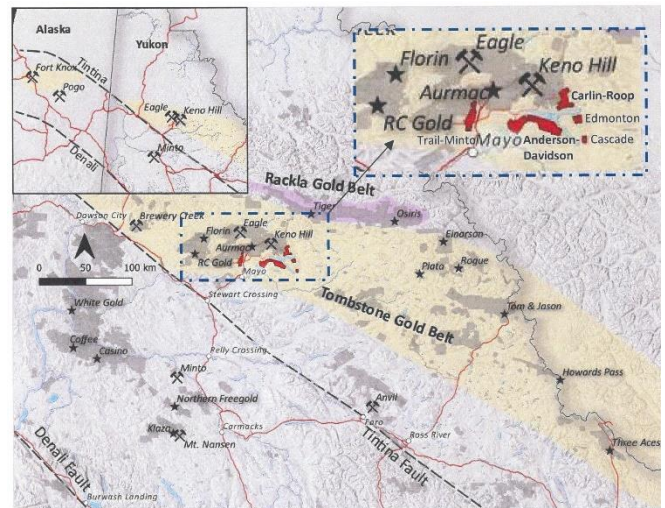 Alaska
Yukon
Tintina
Fort Knox
Pogo
Denali
Eagle
Keno Hill
Minto
Eagle
Florin
Keno Hill
Aurmac
Carlin-Roop
RC Gold
Edmonton
Trail-Minto
Mayo
Anderson-
Davidson
Cascade
Rackla Gold Belt
Dawson City
Brewery Creek
Tiger
Osiris
Eagle
Florin
Keno Hill
Aurmac
RC Gold
Mayo
Einarson
Plata
Rogue
0 50 100 km
Stewart Crossing
Tombstone Gold Belt
White Gold
Tom & Jason
Coffee
Casino
Pelly Crossing
Minto
Howards Pass
Northern Freegold
Anvil
Klaza
Mt. Nansen
Carmacks
Faro
Ross River
Tintina Fault
Three Aces
Denali Fault
Burwash Landing